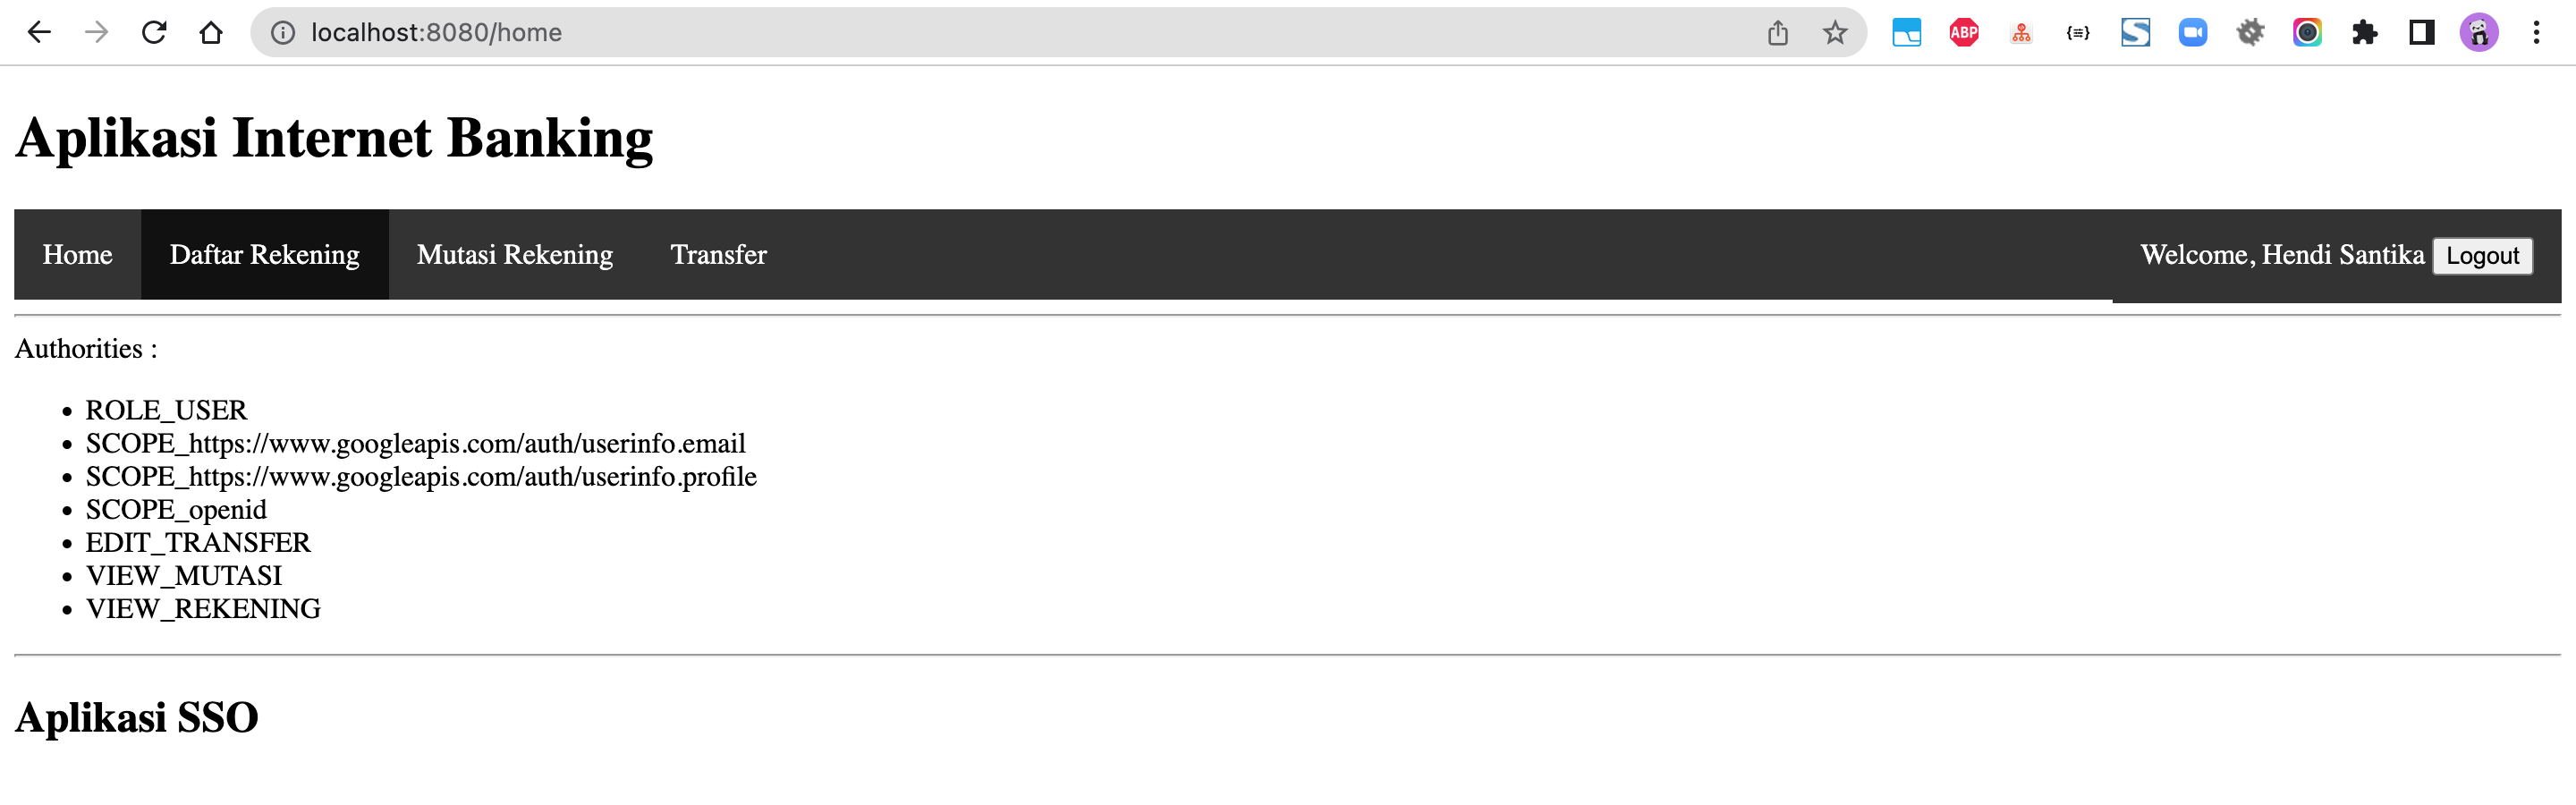 localhost:8080/home
ABP
Aplikasi Internet Banking
Home Daftar Rekening Mutasi Rekening Transfer Welcome, Hendi Santika Logout
Authorities :
ROLE_USER
SCOPE_https://www.googleapis.com/auth/userinfo.email
SCOPE_https://www.googleapis.com/auth/userinfo.profile
SCOPE_openid
EDIT_TRANSFER
VIEW_MUTASI
VIEW_REKENING
Aplikasi SSO